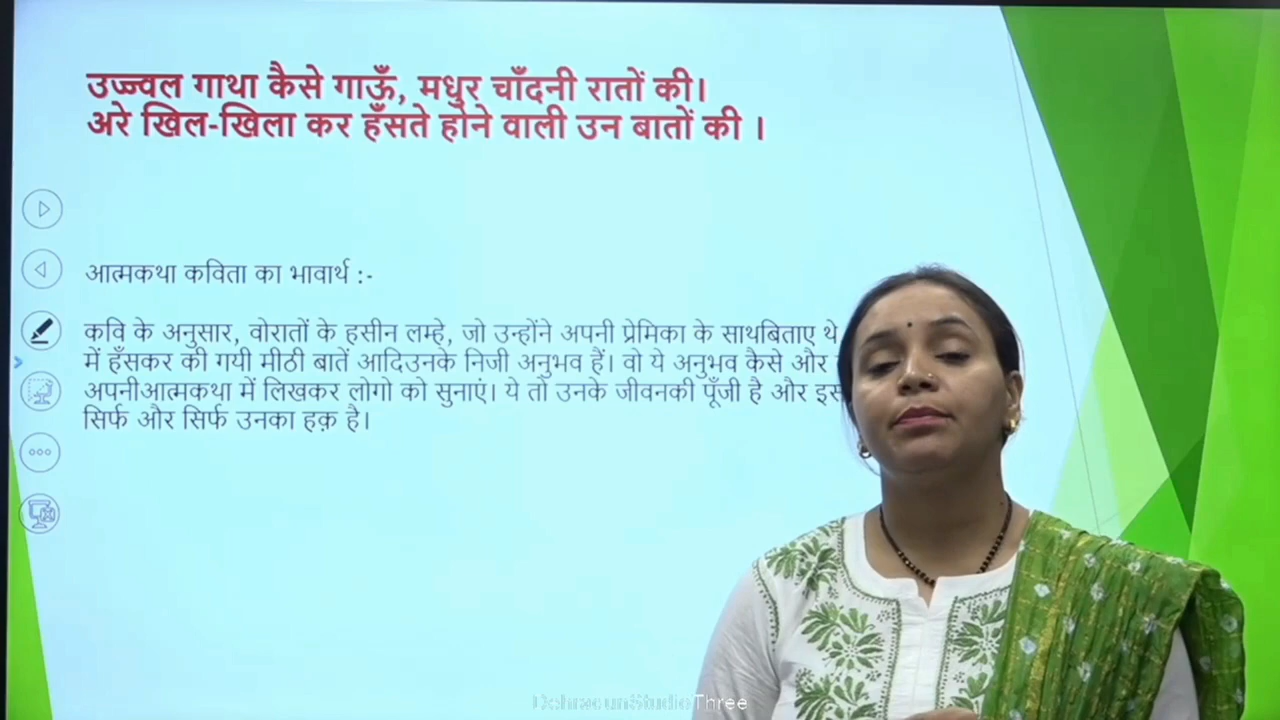 उज्ज्वल गाथा कैसे गाऊँ, मधुर चाँदनी रातों की।
अरे खिल-खिला कर हँसते होने वाली उन बातों की ।
आत्मकथा कविता का भावार्थ :-
कवि के अनुसार, वोरातों के हसीन लम्हे, जो उन्होंने अपनी प्रेमिका के साथबिताए थे
में हँसकर की गयी मीठी बातें आदिउनके निजी अनुभव हैं। वो ये अनुभव कैसे और
अपनीआत्मकथा में लिखकर लोगो को सुनाएं। ये तो उनके जीवनकी पूँजी है और
सिर्फ और सिर्फ उनका हक़ है।
Three